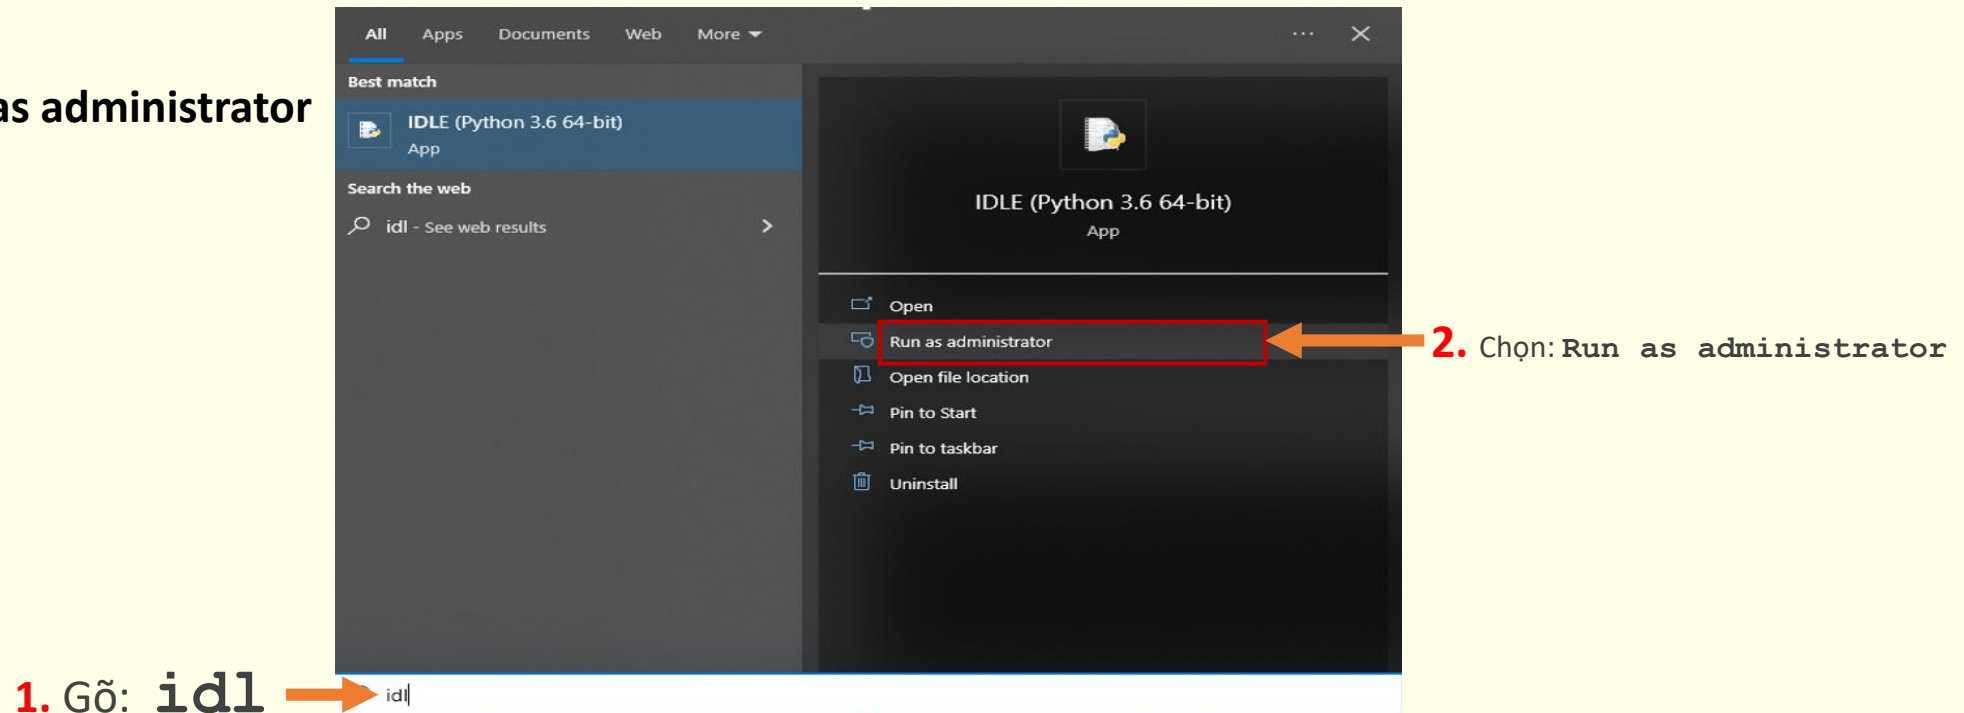 All Apps Documents Web More
as administrator
Best match
IDLE (Python 3.6 64-bit)
App
Search the web
idl - See web results
IDLE (Python 3.6 64-bit)
App
Open
Run as administrator
Open file location
Pin to Start
Pin to taskbar
Uninstall
2. Chọn: Run as administrator
1. Gõ: idl
idl